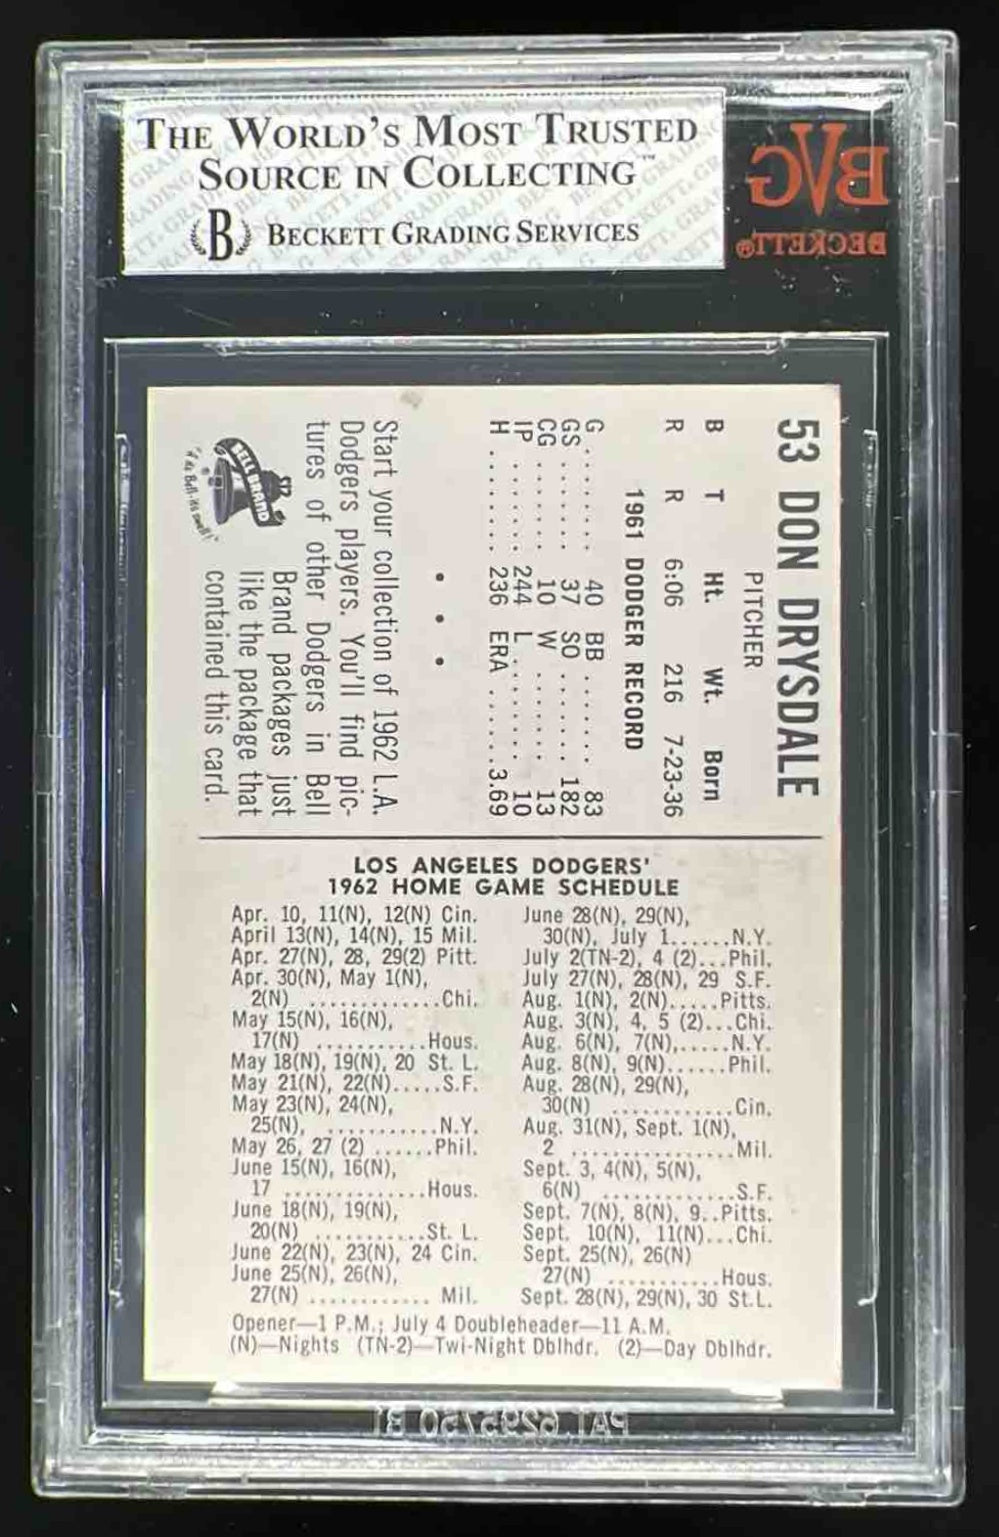 THE WORLD'S MOST TRUSTED
SOURCE IN COLLECTING™
B BECKETT GRADING SERVICES
BVG
BECKETT®
53 DON DRYSDALE
PITCHER
B T Ht. Wt. Born
R R 6:06 216 7-23-36
1961 DODGER RECORD
G ........ 40 BB ........ 83
GS ....... 37 SO ........ 182
CG ....... 10 W ......... 13
IP ....... 244 L ......... 10
H ........ 236 ERA ....... 3.69
• • •
Start your collection of 1962 L.A.
Dodgers players. You'll find pic-
tures of other Dodgers in Bell
Brand packages just
like the package that
contained this card.
BELL BRAND
If its Bell-it's swell!
LOS ANGELES DODGERS'
1962 HOME GAME SCHEDULE
Apr. 10, 11(N), 12(N) Cin.
April 13(N), 14(N), 15 Mil.
Apr. 27(N), 28, 29(2) Pitt.
Apr. 30(N), May 1(N),
2(N) .............Chi.
May 15(N), 16(N),
17(N) ...........Hous.
May 18(N), 19(N), 20 St. L.
May 21(N), 22(N).....S.F.
May 23(N), 24(N),
25(N), ...........N.Y.
May 26, 27 (2) ......Phil.
June 15(N), 16(N),
17 ..............Hous.
June 18(N), 19(N),
20(N) ...........St. L.
June 22(N), 23(N), 24 Cin.
June 25(N), 26(N),
27(N) ............ Mil.
June 28(N), 29(N),
30(N), July 1......N.Y.
July 2(TN-2), 4 (2)...Phil.
July 27(N), 28(N), 29 S.F.
Aug. 1(N), 2(N).....Pitts.
Aug. 3(N), 4, 5 (2)...Chi.
Aug. 6(N), 7(N),.....N.Y.
Aug. 8(N), 9(N)......Phil.
Aug. 28(N), 29(N),
30(N) ............Cin.
Aug. 31(N), Sept. 1(N),
2 ................Mil.
Sept. 3, 4(N), 5(N),
6(N) .............S.F.
Sept. 7(N), 8(N), 9..Pitts.
Sept. 10(N), 11(N)...Chi.
Sept. 25(N), 26(N)
27(N) ...........Hous.
Sept. 28(N), 29(N), 30 St.L.
Opener—1 P.M.; July 4 Doubleheader—11 A.M.
(N)—Nights (TN-2)—Twi-Night Dblhdr. (2)—Day Dblhdr.